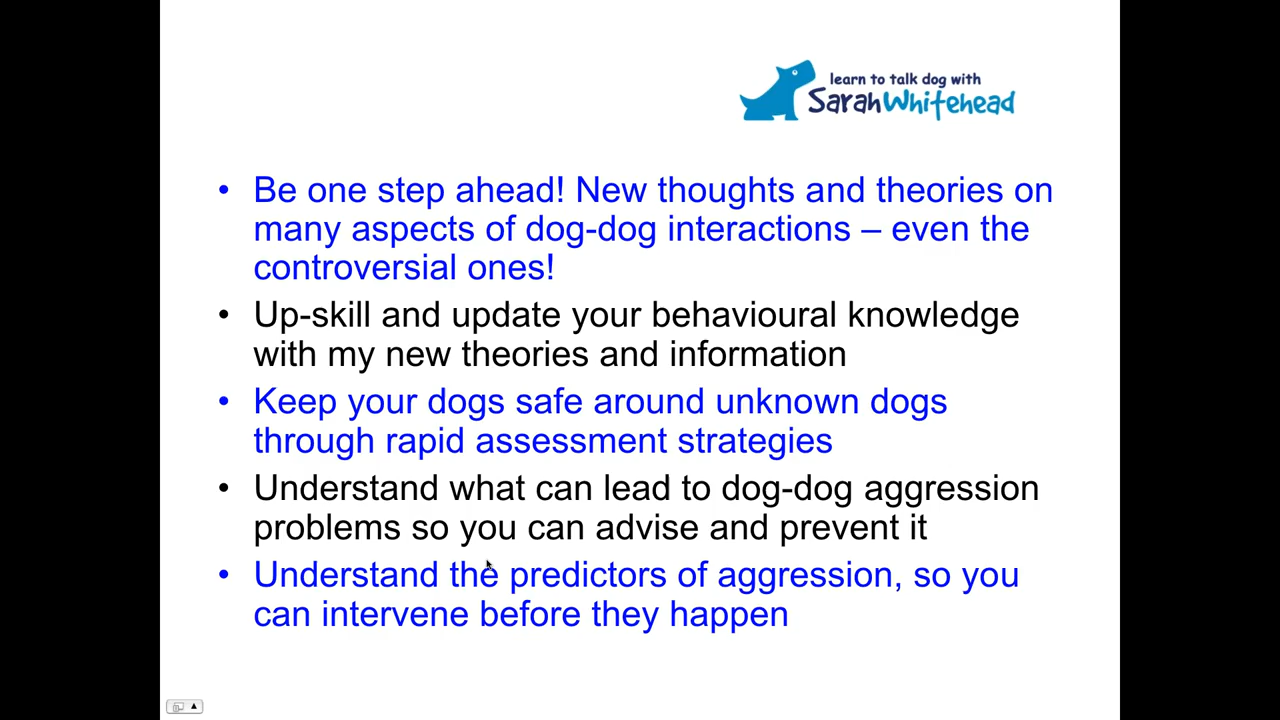 learn to talk dog with
Sarah Whitehead
• Be one step ahead! New thoughts and theories on
many aspects of dog-dog interactions – even the
controversial ones!
• Up-skill and update your behavioural knowledge
with my new theories and information
• Keep your dogs safe around unknown dogs
through rapid assessment strategies
• Understand what can lead to dog-dog aggression
problems so you can advise and prevent it
• Understand the predictors of aggression, so you
can intervene before they happen